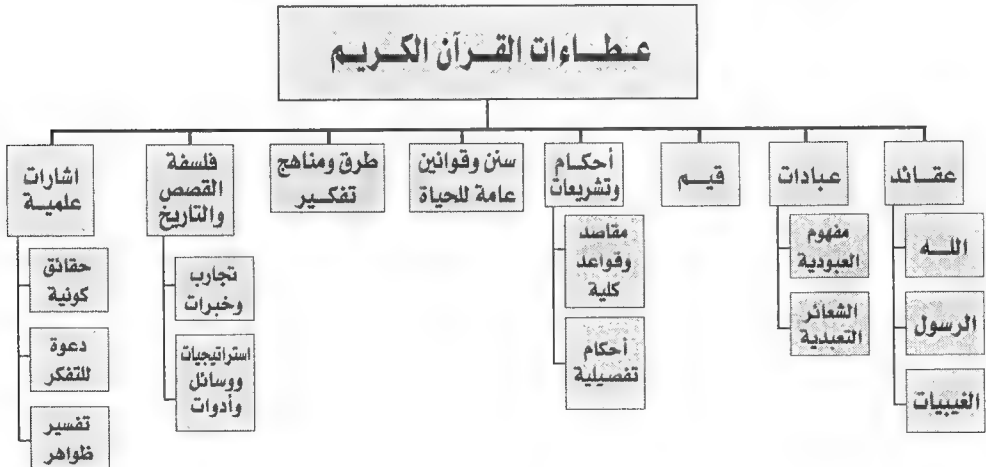 عطاءات القرآن الكريم
عقائد
الله
الرسول
الغيبيات
عبادات
مفهوم
العبودية
الشعائر
التعبدية
قيم
أحكام
وتشريعات
مقاصد
وقواعد
كلية
أحكام
تفصيلية
سنن وقوانين
عامة للحياة
طرق ومناهج
تفكير
فلسفة
القصص
والتاريخ
تجارب
وخبرات
استراتيجيات
ووسائل
وأدوات
اشارات
علمية
حقائق
كونية
دعوة
للتفكر
تفسير
ظواهر